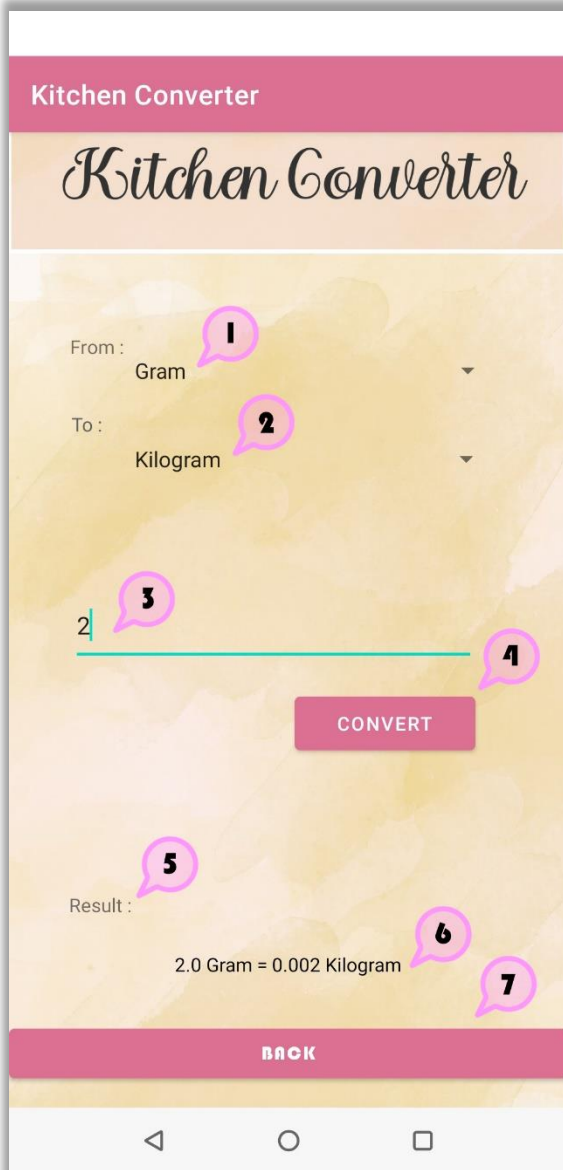 Kitchen Converter
Kitchen Converter
1
From :
Gram
2
To :
Kilogram
3
2
4
CONVERT
5
Result :
6
2.0 Gram = 0.002 Kilogram
7
BACK